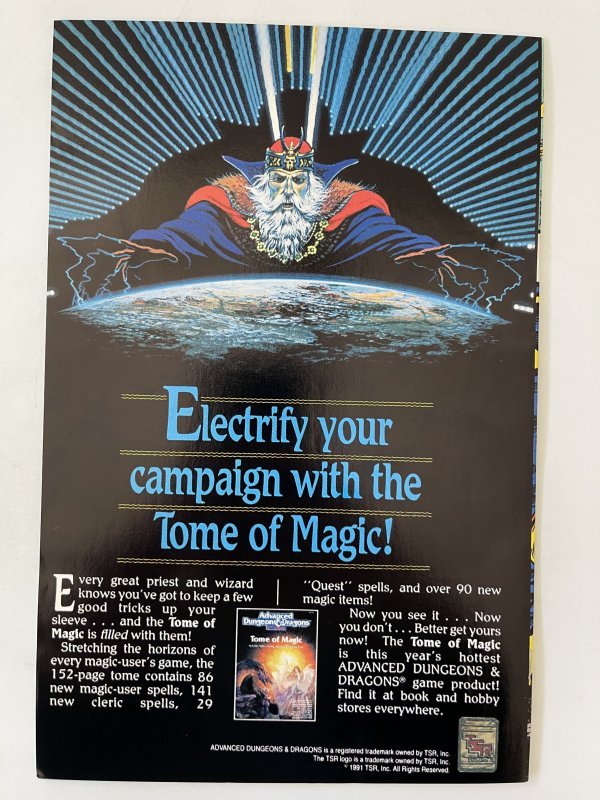 Electrify your
campaign with the
Tome of Magic!
Every great priest and wizard
knows you've got to keep a few
good tricks up your
sleeve . . . and the Tome of
Magic is filled with them!
Stretching the horizons of
every magic-user's game, the
152-page tome contains 86
new magic-user spells, 141
new cleric spells, 29
"Quest" spells, and over 90 new
magic items!
Now you see it . . . Now
you don't . . . Better get yours
now! The Tome of Magic
is this year's hottest
ADVANCED DUNGEONS &
DRAGONS® game product!
Find it at book and hobby
stores everywhere.
Advanced
Dungeons&Dragons
Tome of Magic
TSR
ADVANCED DUNGEONS & DRAGONS is a registered trademark owned by TSR, Inc.
The TSR logo is a trademark owned by TSR, Inc.
© 1991 TSR, Inc. All Rights Reserved.